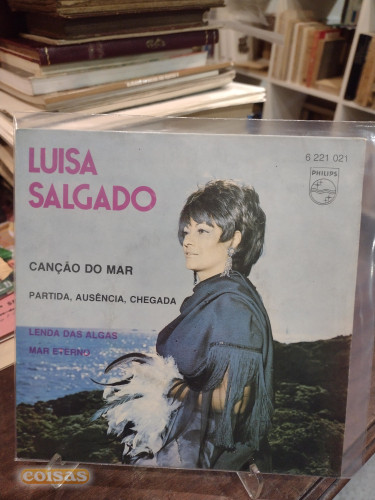 LUISA
SALGADO
6 221 021
PHILIPS
CANÇÃO DO MAR
PARTIDA, AUSÊNCIA, CHEGADA
LENDA DAS ALGAS
MAR ETERNO
coisas